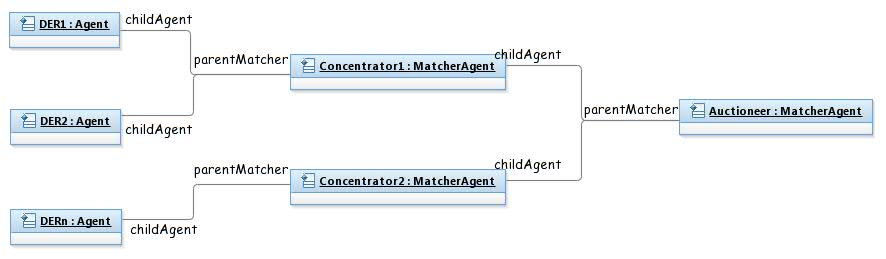 DER1 : Agent
childAgent
parentMatcher
Concentrator1 : MatcherAgent
childAgent
DER2 : Agent
childAgent
parentMatcher
Auctioneer : MatcherAgent
parentMatcher
Concentrator2 : MatcherAgent
childAgent
DERn : Agent
childAgent